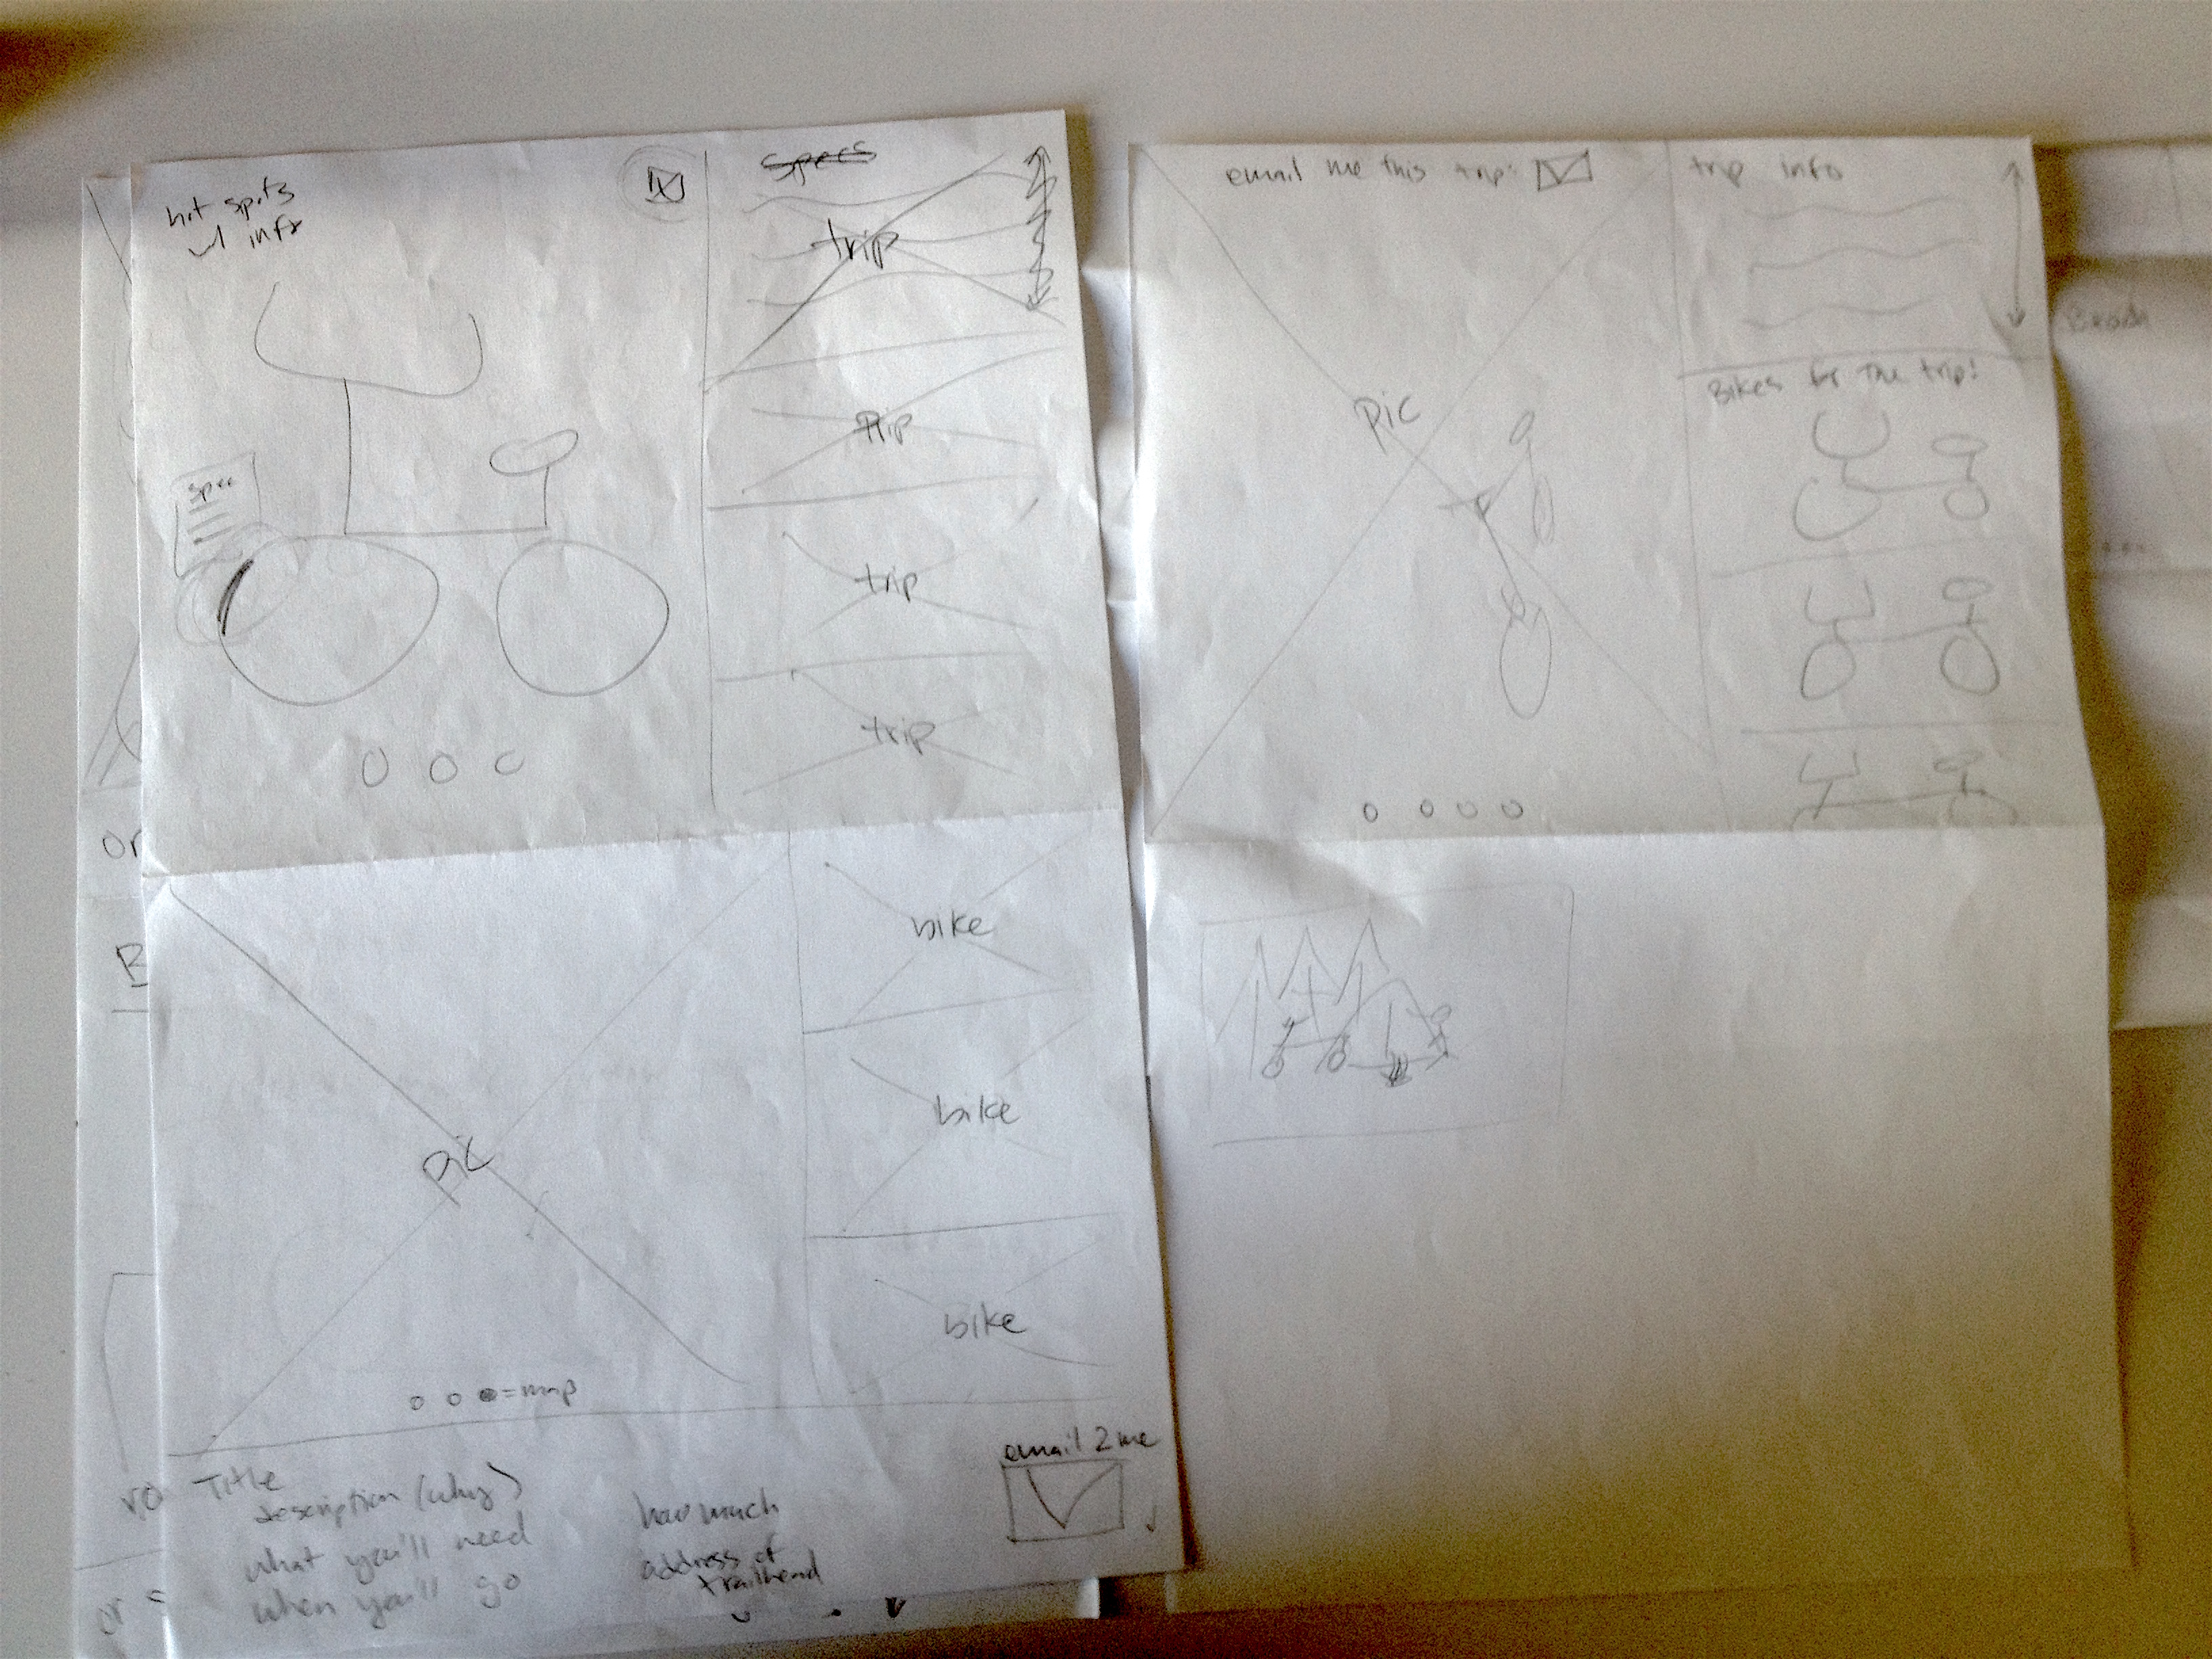 hot spots
w/ info
specs
trip
spec
trip
trip
trip
pic
bike
bike
bike
= map
Title
description (why)
what you'll need
when you'll go
how much
address of
trailhead
email 2 me
email me this trip:
trip info
pic
Bikes for the trip:
or
B
or